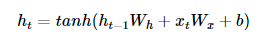 h_t = tanh(h_{t−1}W_h + x_tW_x + b)